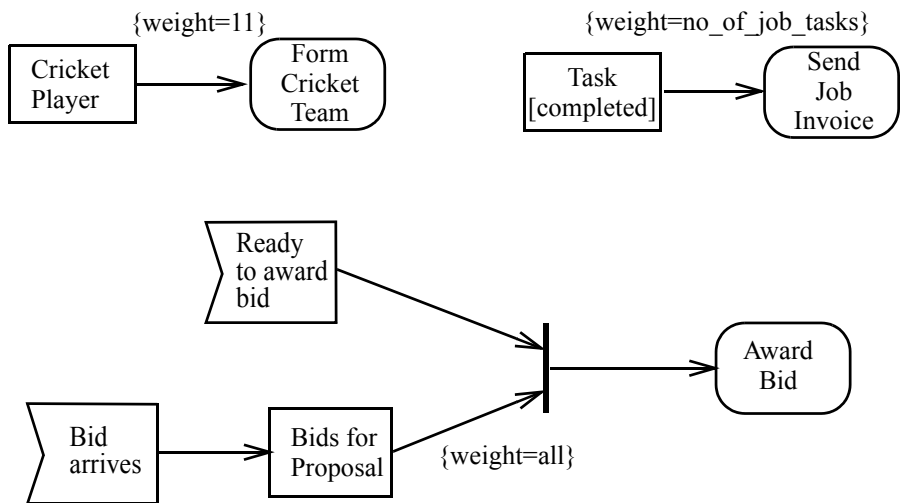 {weight=11}
Cricket
Player
Form
Cricket
Team
{weight=no_of_job_tasks}
Task
[completed]
Send
Job
Invoice
Ready
to award
bid
Award
Bid
Bid
arrives
Bids for
Proposal
{weight=all}